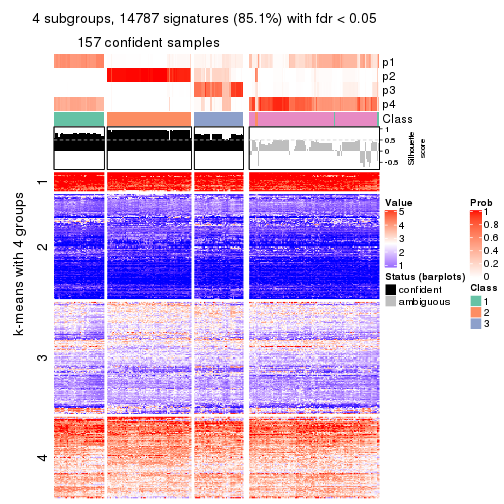 4 subgroups, 14787 signatures (85.1%) with fdr < 0.05
157 confident samples
p1
p2
p3
p4
Class
1
0.5
0
-0.5
Silhouette
score
k-means with 4 groups
1
2
3
4
Value
5
4
3
2
1
Status (barplots)
confident
ambiguous
Prob
1
0.8
0.6
0.4
0.2
0
Class
1
2
3